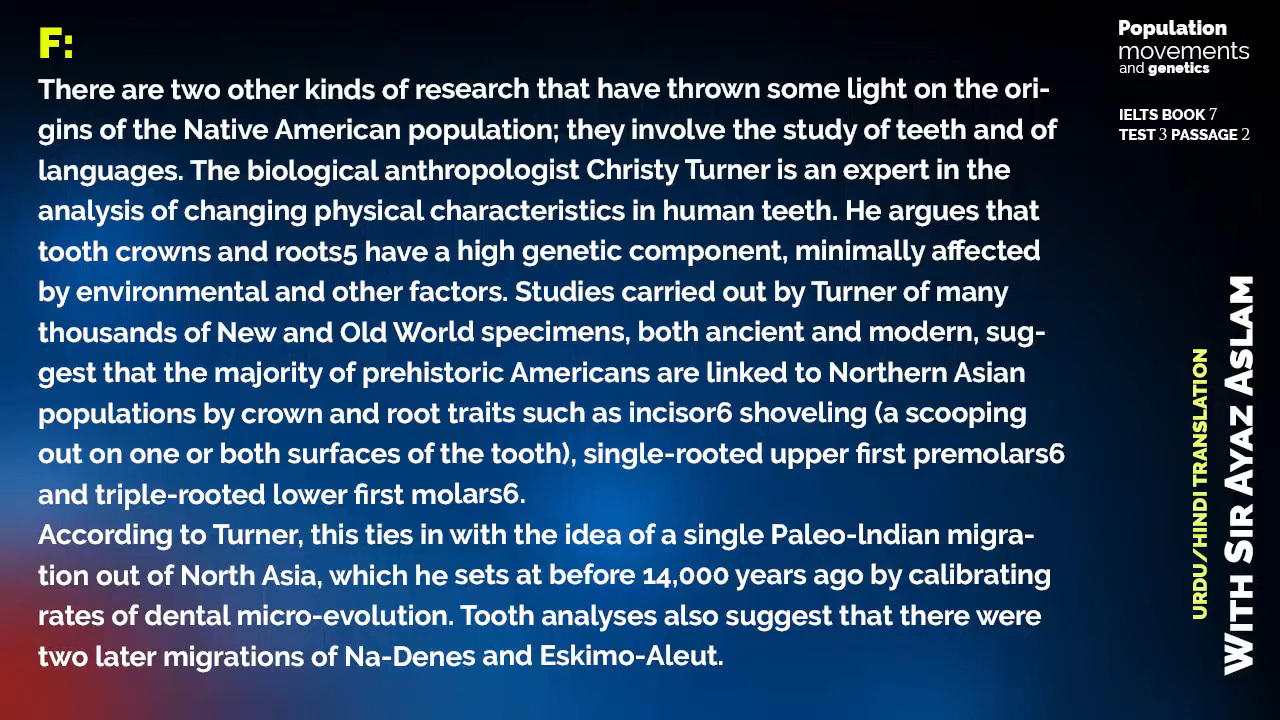 F:
There are two other kinds of research that have thrown some light on the ori-
gins of the Native American population; they involve the study of teeth and of
languages. The biological anthropologist Christy Turner is an expert in the
analysis of changing physical characteristics in human teeth. He argues that
tooth crowns and roots5 have a high genetic component, minimally affected
by environmental and other factors. Studies carried out by Turner of many
thousands of New and Old World specimens, both ancient and modern, sug-
gest that the majority of prehistoric Americans are linked to Northern Asian
populations by crown and root traits such as incisor6 shoveling (a scooping
out on one or both surfaces of the tooth), single-rooted upper first premolars6
and triple-rooted lower first molars6.
According to Turner, this ties in with the idea of a single Paleo-lndian migra-
tion out of North Asia, which he sets at before 14,000 years ago by calibrating
rates of dental micro-evolution. Tooth analyses also suggest that there were
two later migrations of Na-Denes and Eskimo-Aleut.
Population
movements
and genetics
IELTS BOOK 7
TEST 3 PASSAGE 2
URDU/HINDI TRANSLATION
WITH SIR AYAZ ASLAM